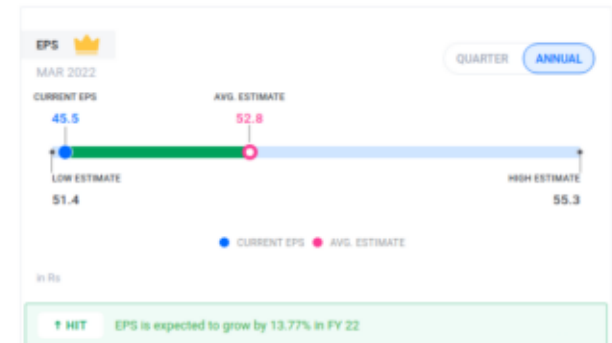 EPS
QUARTER ANNUAL
MAR 2022
CURRENT EPS AVG. ESTIMATE
45.5 52.8
LOW ESTIMATE HIGH ESTIMATE
51.4 55.3
CURRENT EPS AVG. ESTIMATE
in Rs
↑ HIT EPS is expected to grow by 13.77% in FY 22